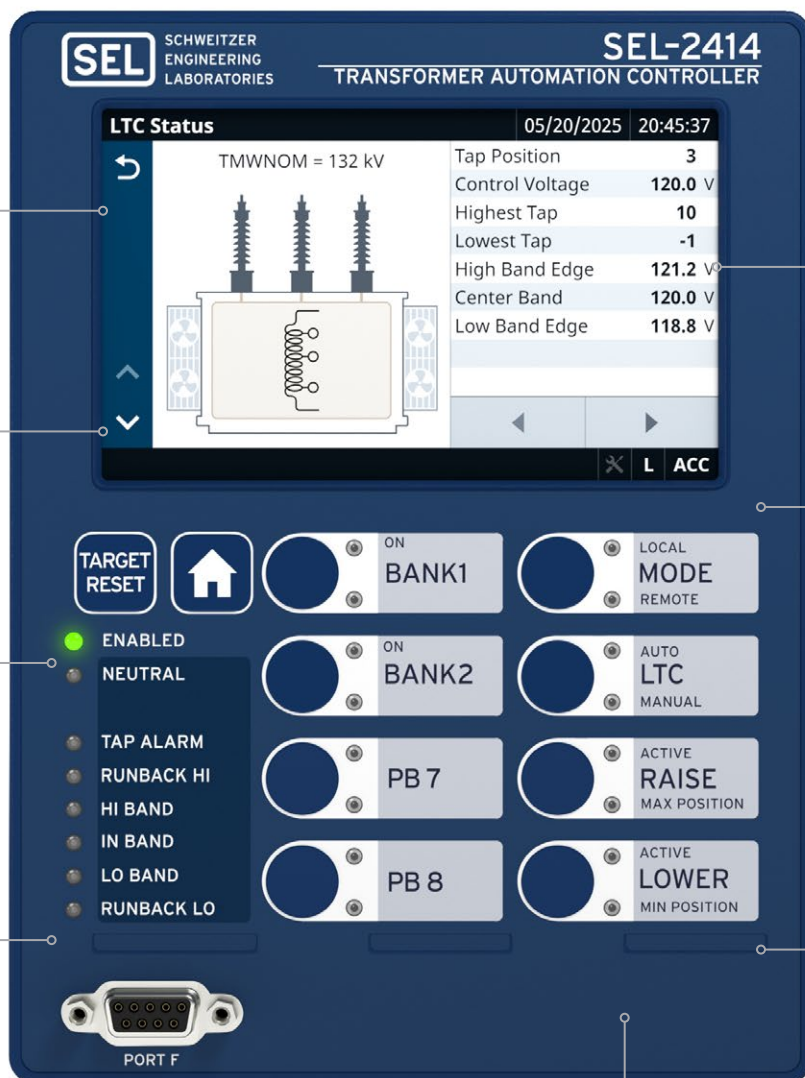 SEL
SCHWEITZER
ENGINEERING
LABORATORIES
SEL-2414
TRANSFORMER AUTOMATION CONTROLLER
LTC Status 05/20/2025 20:45:37
TMWNOM = 132 kV
Tap Position 3
Control Voltage 120.0 V
Highest Tap 10
Lowest Tap -1
High Band Edge 121.2 V
Center Band 120.0 V
Low Band Edge 118.8 V
L ACC
TARGET
RESET
ENABLED
NEUTRAL
TAP ALARM
RUNBACK HI
HI BAND
IN BAND
LO BAND
RUNBACK LO
ON
BANK1
ON
BANK2
PB 7
PB 8
LOCAL
MODE
REMOTE
AUTO
LTC
MANUAL
ACTIVE
RAISE
MAX POSITION
ACTIVE
LOWER
MIN POSITION
PORT F